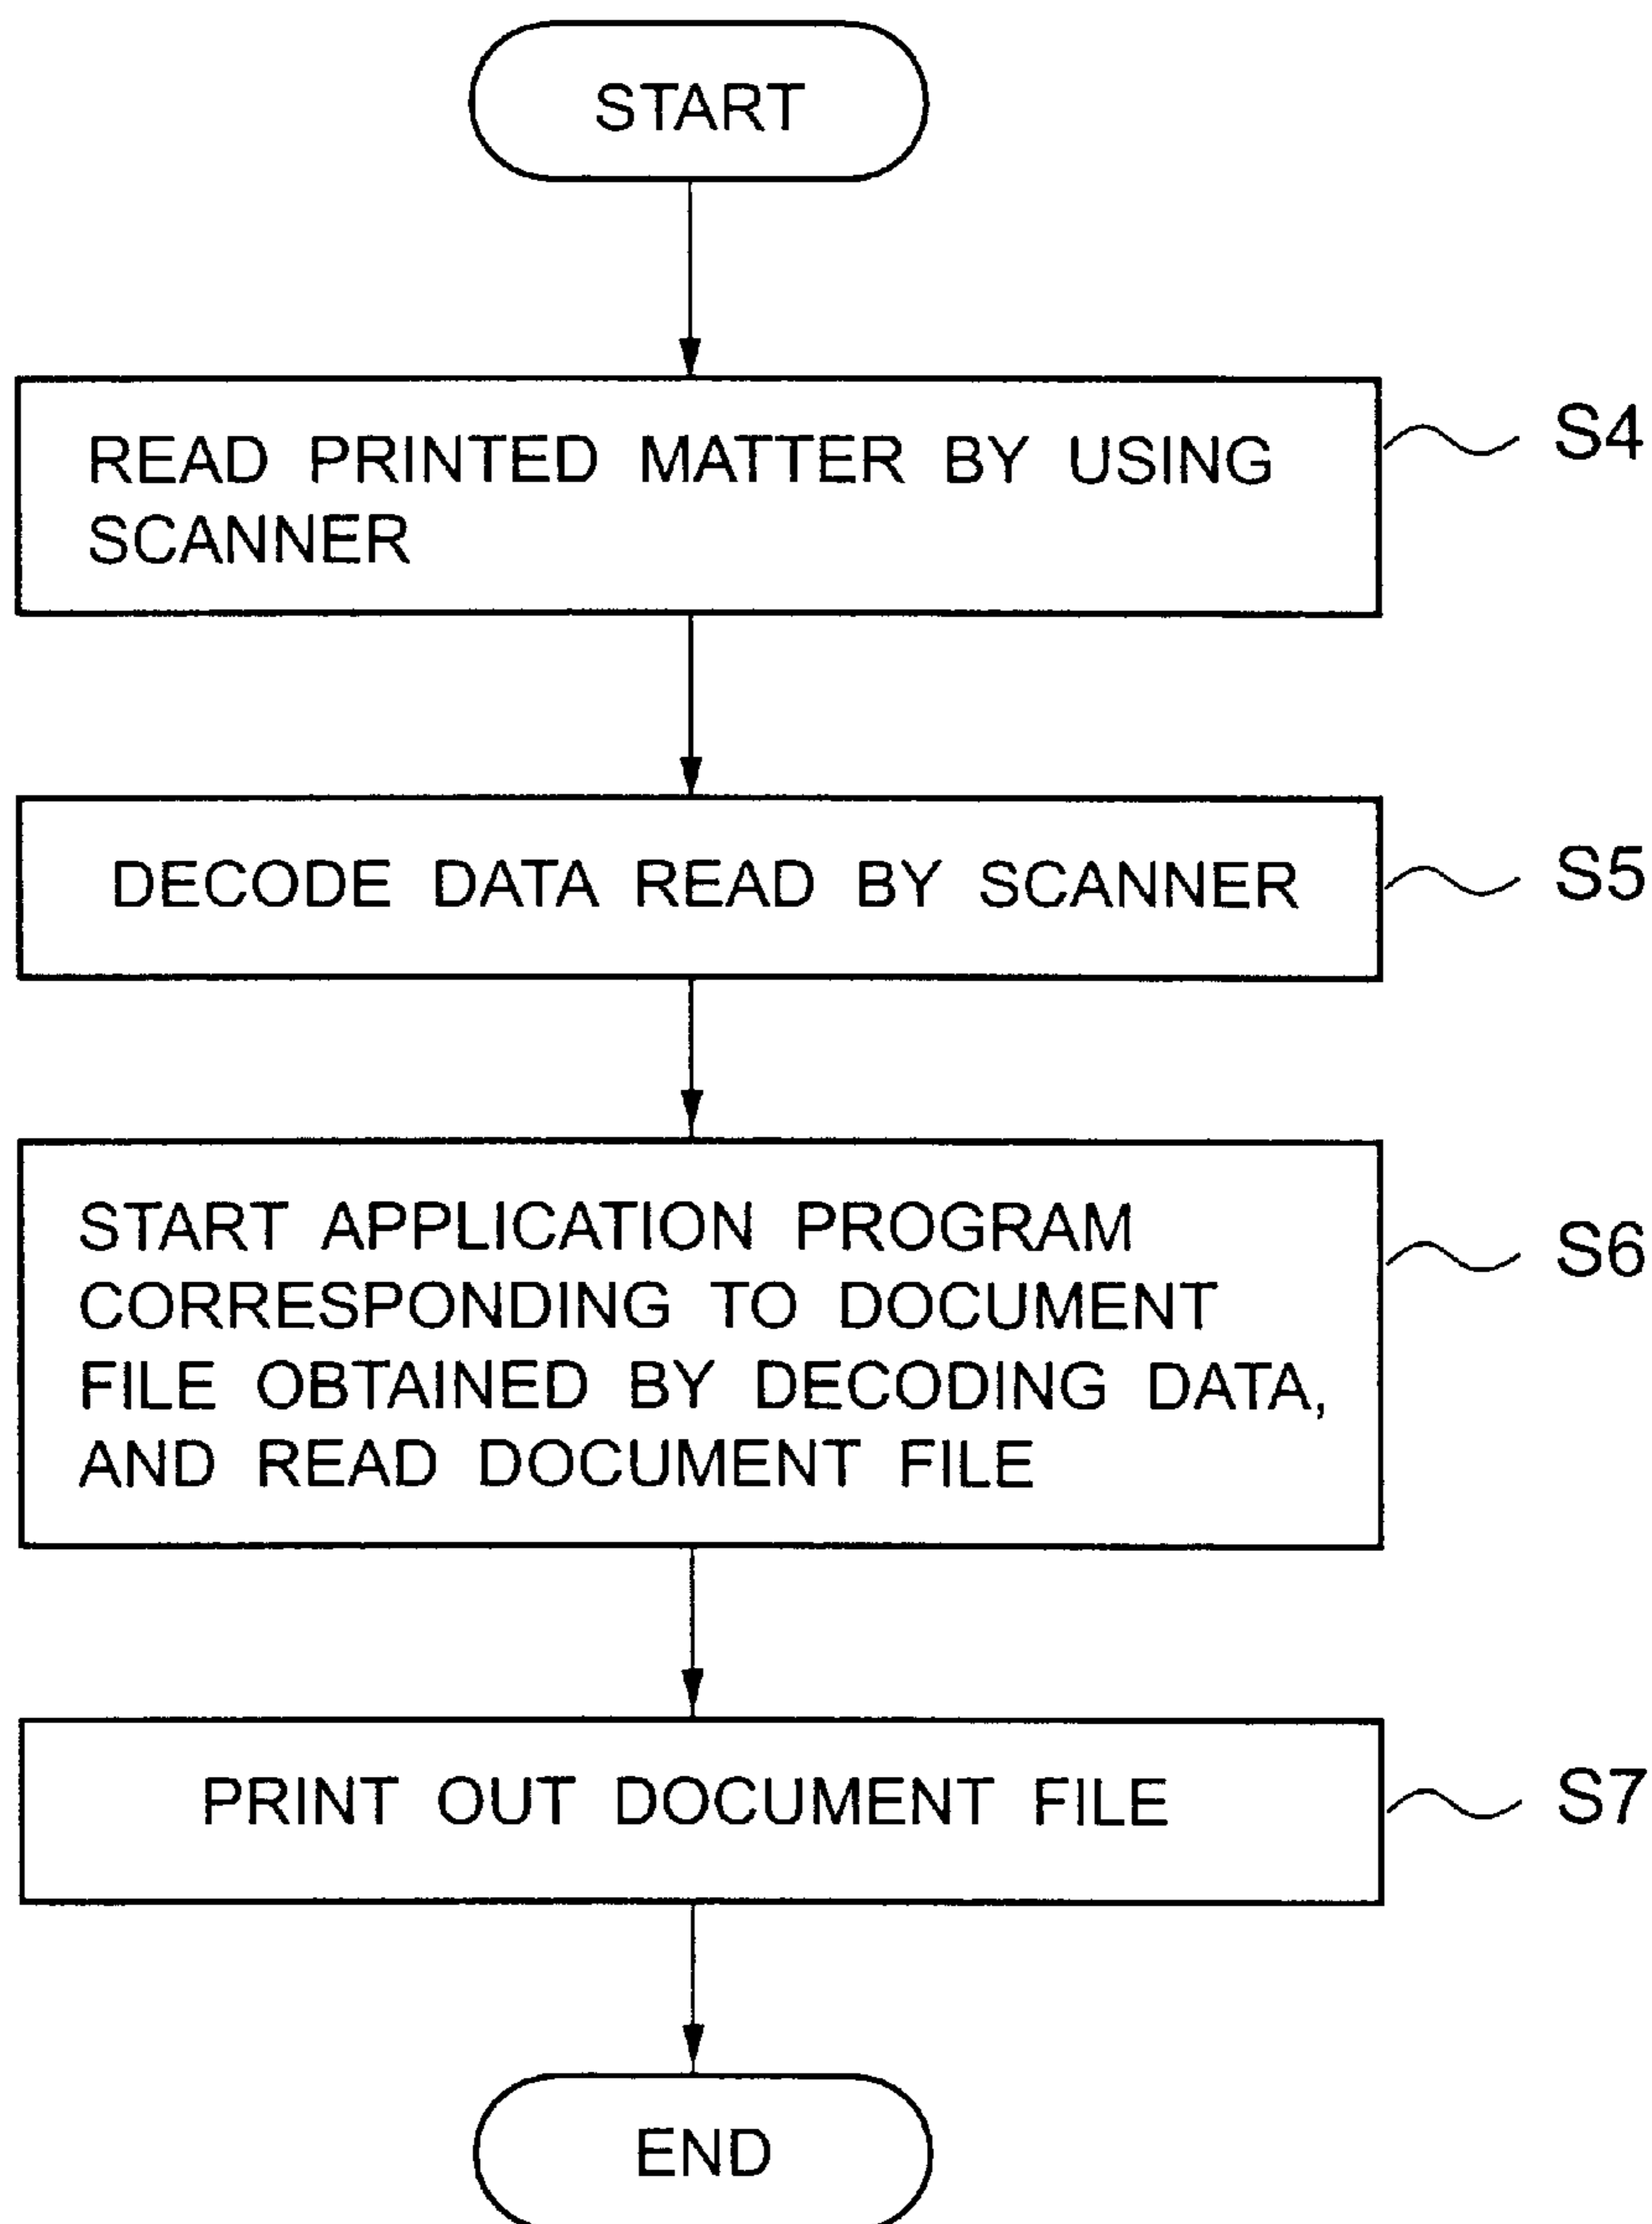 START
READ PRINTED MATTER BY USING
SCANNER
S4
DECODE DATA READ BY SCANNER
S5
START APPLICATION PROGRAM
CORRESPONDING TO DOCUMENT
FILE OBTAINED BY DECODING DATA,
AND READ DOCUMENT FILE
S6
PRINT OUT DOCUMENT FILE
S7
END